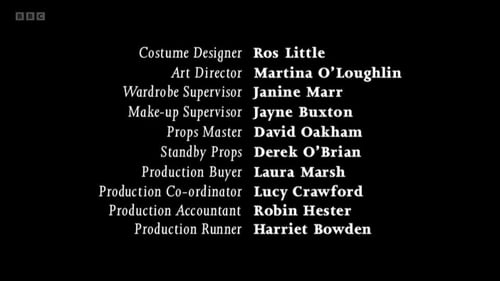 BBC
Costume Designer Ros Little
Art Director Martina O'Loughlin
Wardrobe Supervisor Janine Marr
Make-up Supervisor Jayne Buxton
Props Master David Oakham
Standby Props Derek O'Brian
Production Buyer Laura Marsh
Production Co-ordinator Lucy Crawford
Production Accountant Robin Hester
Production Runner Harriet Bowden